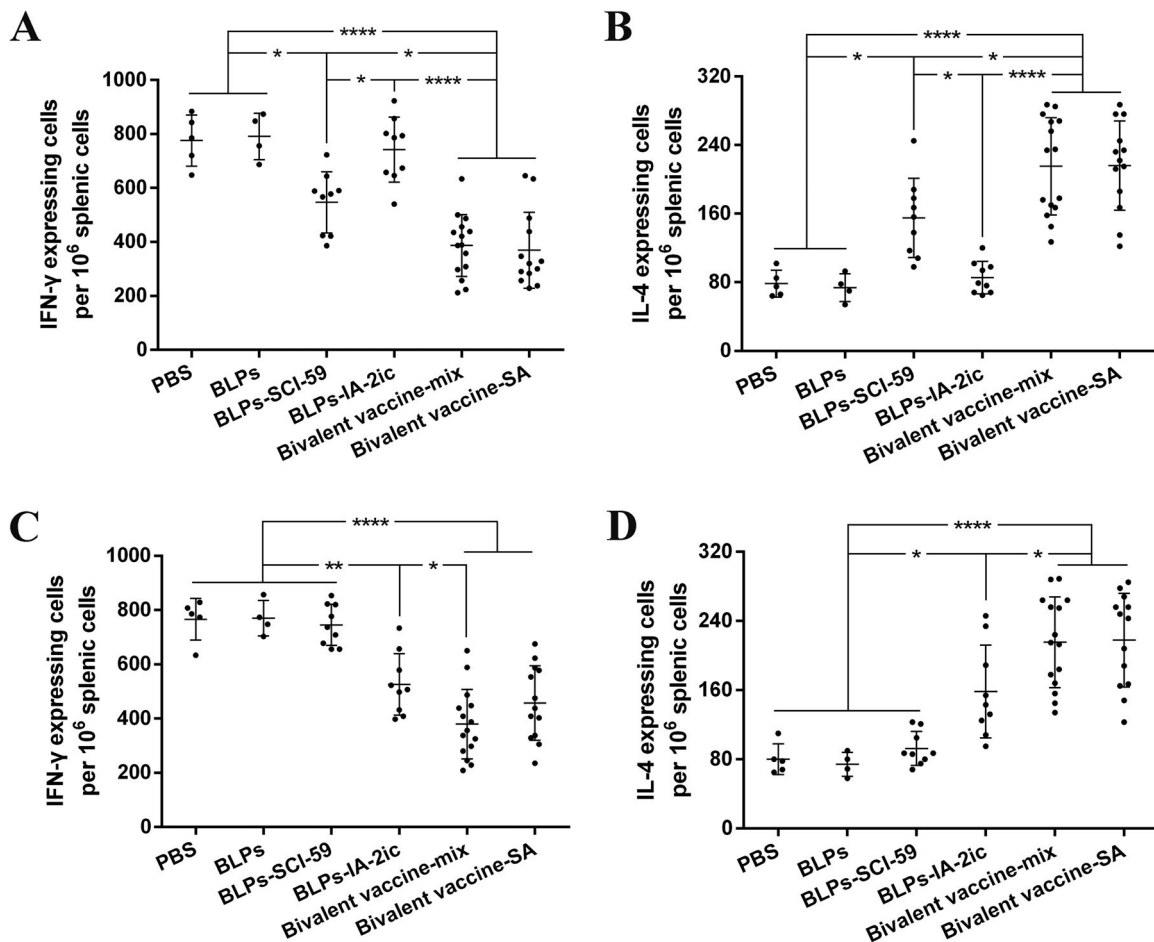 A
****
* *
* ****
1000
800
600
400
200
0
IFN-γ expressing cells
per 10⁶ splenic cells
PBS
BLPs
BLPs-SCI-59
BLPs-IA-2ic
Bivalent vaccine-mix
Bivalent vaccine-SA
B
****
* *
* ****
320
240
160
80
0
IL-4 expressing cells
per 10⁶ splenic cells
PBS
BLPs
BLPs-SCI-59
BLPs-IA-2ic
Bivalent vaccine-mix
Bivalent vaccine-SA
C
****
** *
1000
800
600
400
200
0
IFN-γ expressing cells
per 10⁶ splenic cells
PBS
BLPs
BLPs-SCI-59
BLPs-IA-2ic
Bivalent vaccine-mix
Bivalent vaccine-SA
D
****
* *
320
240
160
80
0
IL-4 expressing cells
per 10⁶ splenic cells
PBS
BLPs
BLPs-SCI-59
BLPs-IA-2ic
Bivalent vaccine-mix
Bivalent vaccine-SA